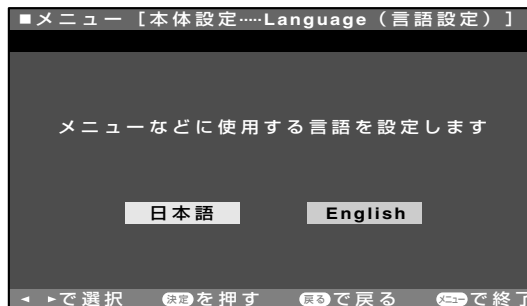 ■メニュー [本体設定·····Language(言語設定)]
メニューなどに使用する言語を設定します
日本語 English
◄ ►で選択 決定を押す 戻るで戻る メニューで終了